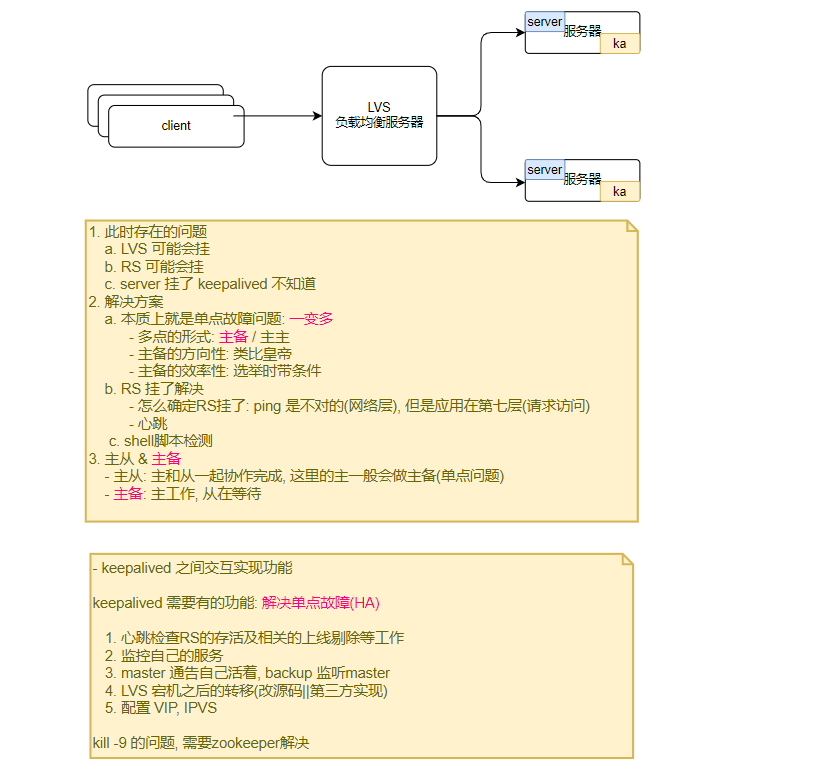 server
服务器
ka
client
LVS
负载均衡服务器
server
服务器
ka
1. 此时存在的问题
a. LVS 可能会挂
b. RS 可能会挂
c. server 挂了 keepalived 不知道
2. 解决方案
a. 本质上就是单点故障问题: 一变多
- 多点的形式: 主备 / 主主
- 主备的方向性: 类比皇帝
- 主备的效率性: 选举时带条件
b. RS 挂了解决
- 怎么确定RS挂了: ping 是不对的(网络层), 但是应用在第七层(请求访问)
- 心跳
c. shell脚本检测
3. 主从 & 主备
- 主从: 主和从一起协作完成, 这里的主一般会做主备(单点问题)
- 主备: 主工作, 从在等待
- keepalived 之间交互实现功能
keepalived 需要有的功能: 解决单点故障(HA)
1. 心跳检查RS的存活及相关的上线剔除等工作
2. 监控自己的服务
3. master 通告自己活着, backup 监听master
4. LVS 宕机之后的转移(改源码||第三方实现)
5. 配置 VIP, IPVS
kill -9 的问题, 需要zookeeper解决